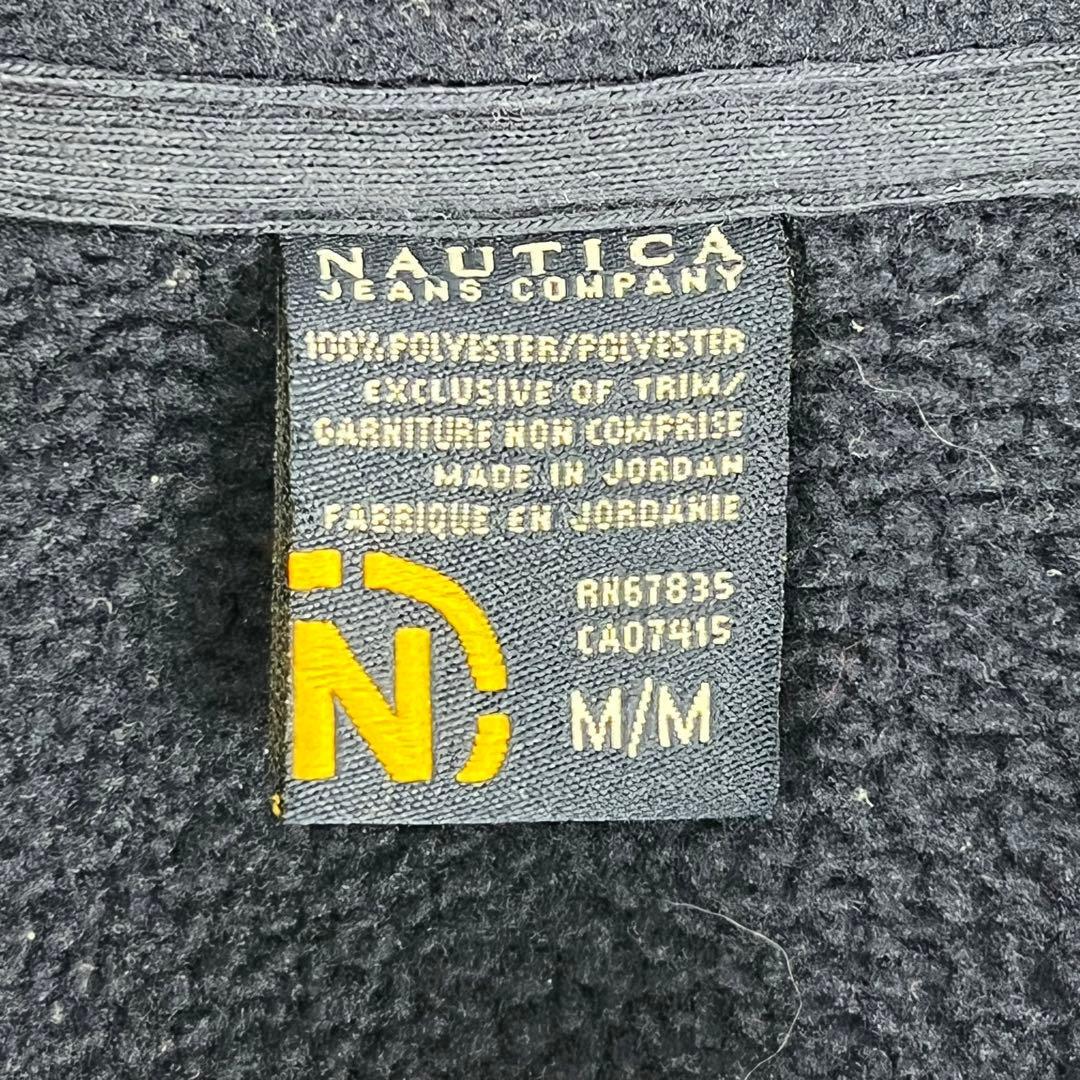 NAUTICA
JEANS COMPANY
100% POLYESTER/POLYESTER
EXCLUSIVE OF TRIM/
GARNITURE NON COMPRISE
MADE IN JORDAN
FABRIQUE EN JORDANIE
RN67835
CA07415
N
M/M